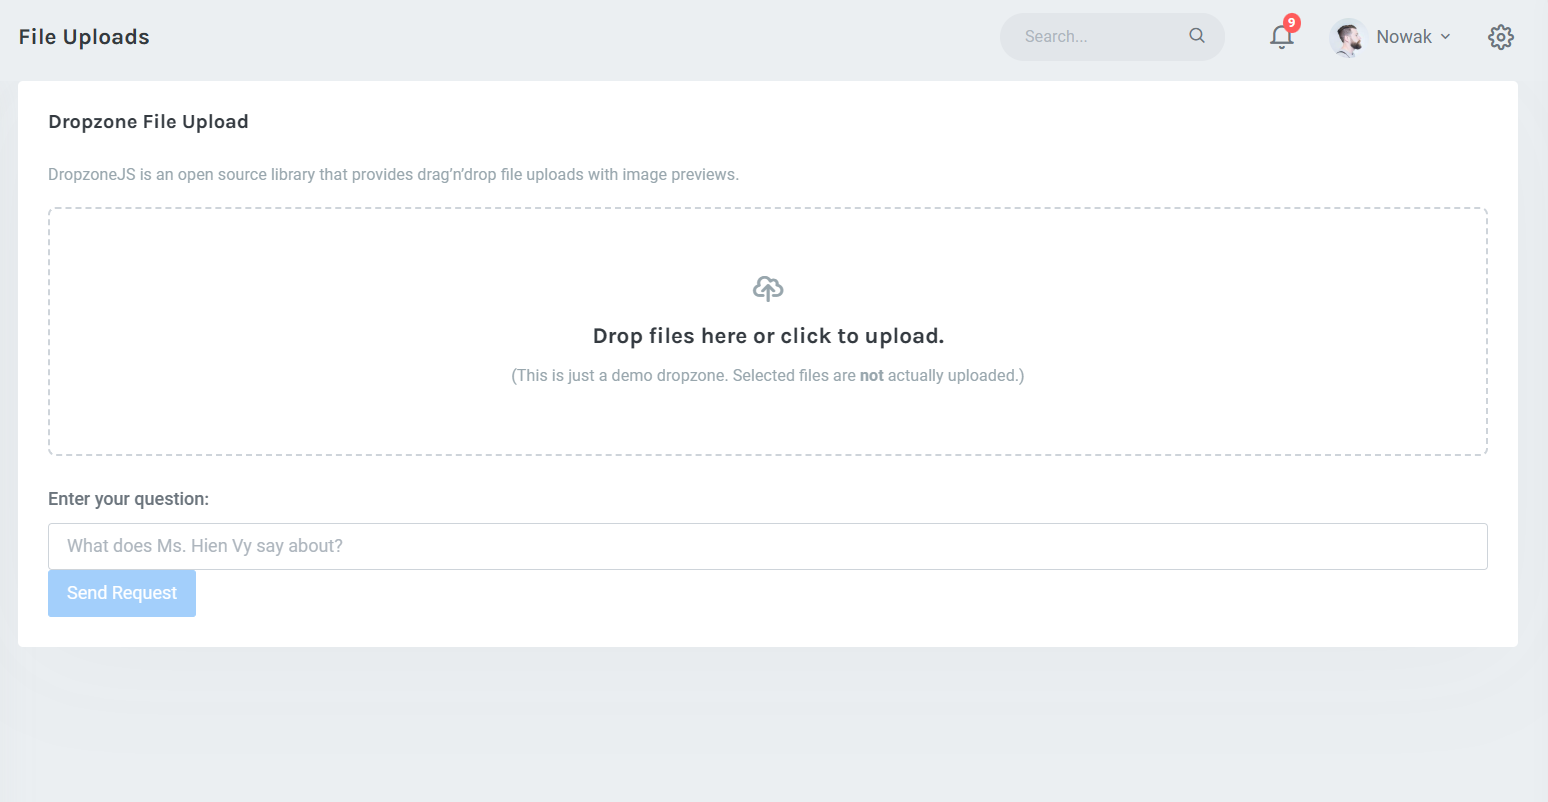 File Uploads
Search...
9
Nowak
Dropzone File Upload
DropzoneJS is an open source library that provides drag’n’drop file uploads with image previews.
Drop files here or click to upload.
(This is just a demo dropzone. Selected files are not actually uploaded.)
Enter your question:
What does Ms. Hien Vy say about?
Send Request